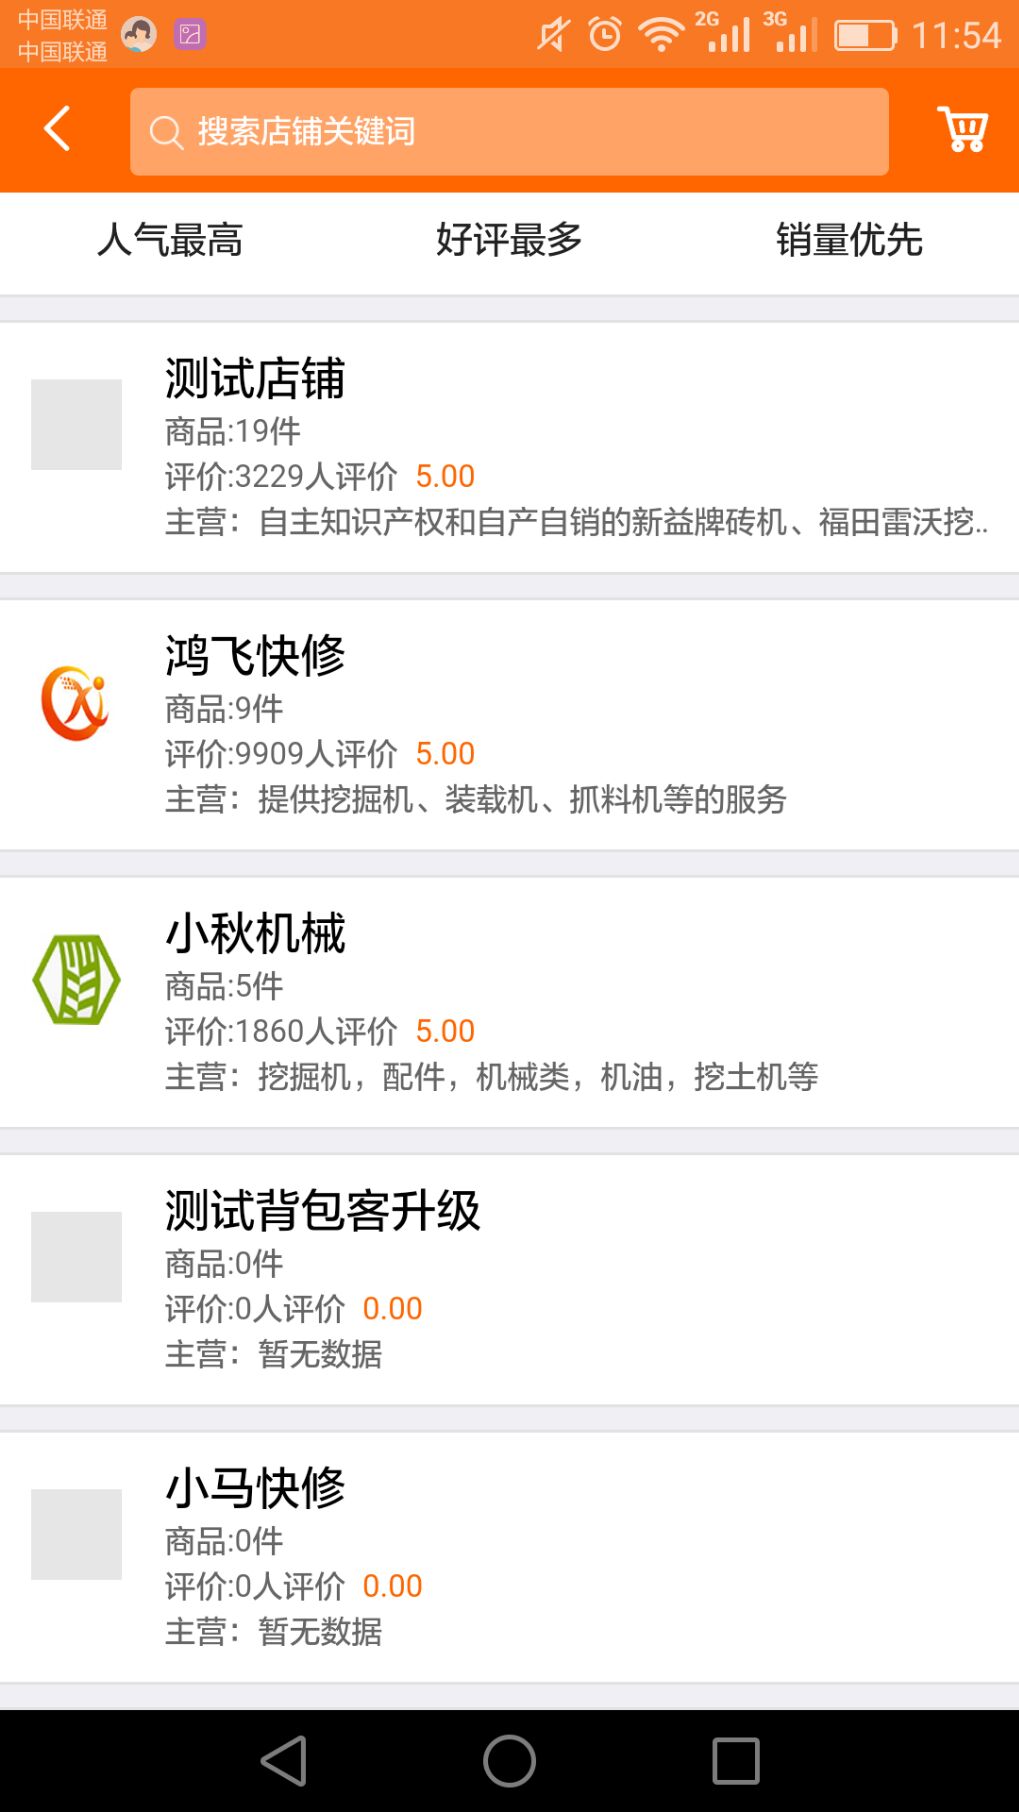 中国联通
中国联通
2G 3G 11:54
搜索店铺关键词
人气最高 好评最多 销量优先
测试店铺
商品:19件
评价:3229人评价 5.00
主营：自主知识产权和自产自销的新益牌砖机、福田雷沃挖..
鸿飞快修
商品:9件
评价:9909人评价 5.00
主营：提供挖掘机、装载机、抓料机等的服务
小秋机械
商品:5件
评价:1860人评价 5.00
主营：挖掘机，配件，机械类，机油，挖土机等
测试背包客升级
商品:0件
评价:0人评价 0.00
主营：暂无数据
小马快修
商品:0件
评价:0人评价 0.00
主营：暂无数据